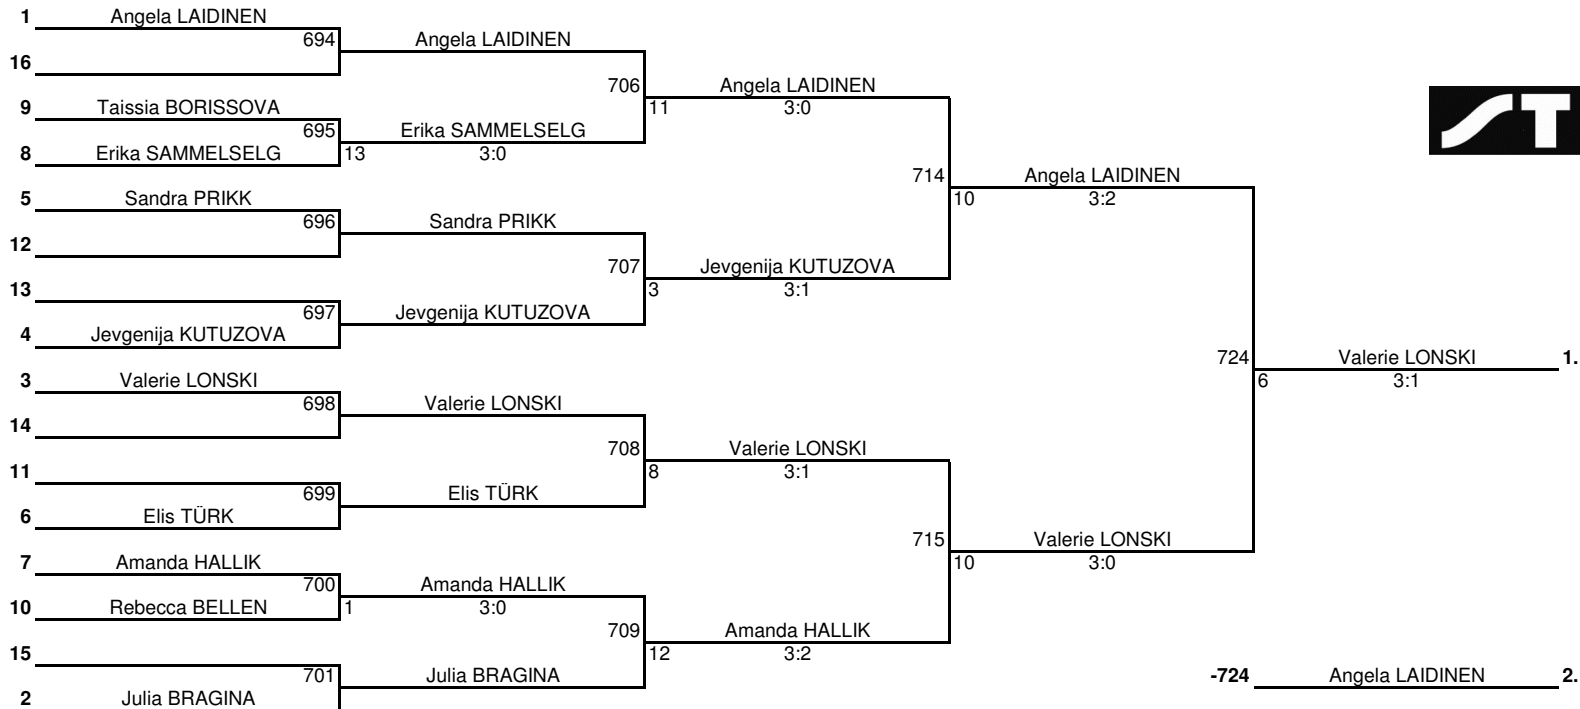 1 Angela LAIDINEN
694 Angela LAIDINEN
16
706 Angela LAIDINEN
9 Taissia BORISSOVA
11 3:0
695 Erika SAMMELSELG
8 Erika SAMMELSELG 13 3:0
ST
714 Angela LAIDINEN
5 Sandra PRIKK
10 3:2
696 Sandra PRIKK
12
707 Jevgenija KUTUZOVA
13
3 3:1
697 Jevgenija KUTUZOVA
4 Jevgenija KUTUZOVA
724 Valerie LONSKI 1.
3 Valerie LONSKI
6 3:1
698 Valerie LONSKI
14
708 Valerie LONSKI
11
8 3:1
699 Elis TÜRK
6 Elis TÜRK
715 Valerie LONSKI
7 Amanda HALLIK
10 3:0
700 Amanda HALLIK
10 Rebecca BELLEN 1 3:0
709 Amanda HALLIK
15
12 3:2
701 Julia BRAGINA
-724 Angela LAIDINEN 2.
2 Julia BRAGINA